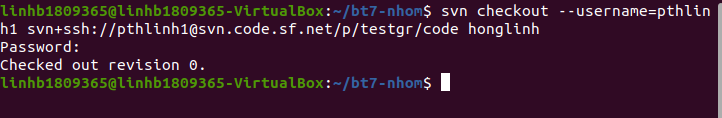 linhb1809365@linhb1809365-VirtualBox:~/bt7-nhom$ svn checkout --username=pthlin
h1 svn+ssh://pthlinh1@svn.code.sf.net/p/testgr/code honglinh
Password:
Checked out revision 0.
linhb1809365@linhb1809365-VirtualBox:~/bt7-nhom$